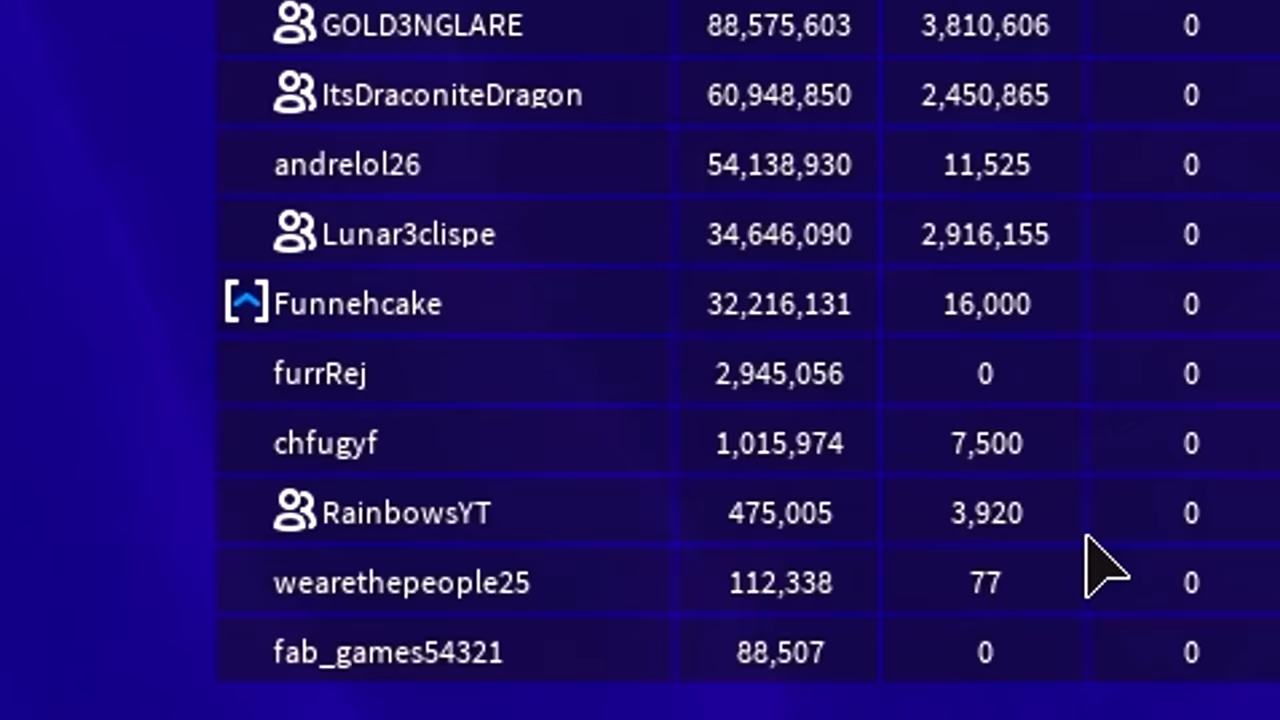 GOLD3NGLARE 88,575,603 3,810,606 0
ItsDraconiteDragon 60,948,850 2,450,865 0
andrelol26 54,138,930 11,525 0
Lunar3clispe 34,646,090 2,916,155 0
Funnehcake 32,216,131 16,000 0
furrRej 2,945,056 0 0
chfugyf 1,015,974 7,500 0
RainbowsYT 475,005 3,920 0
wearethepeople25 112,338 77 0
fab_games54321 88,507 0 0